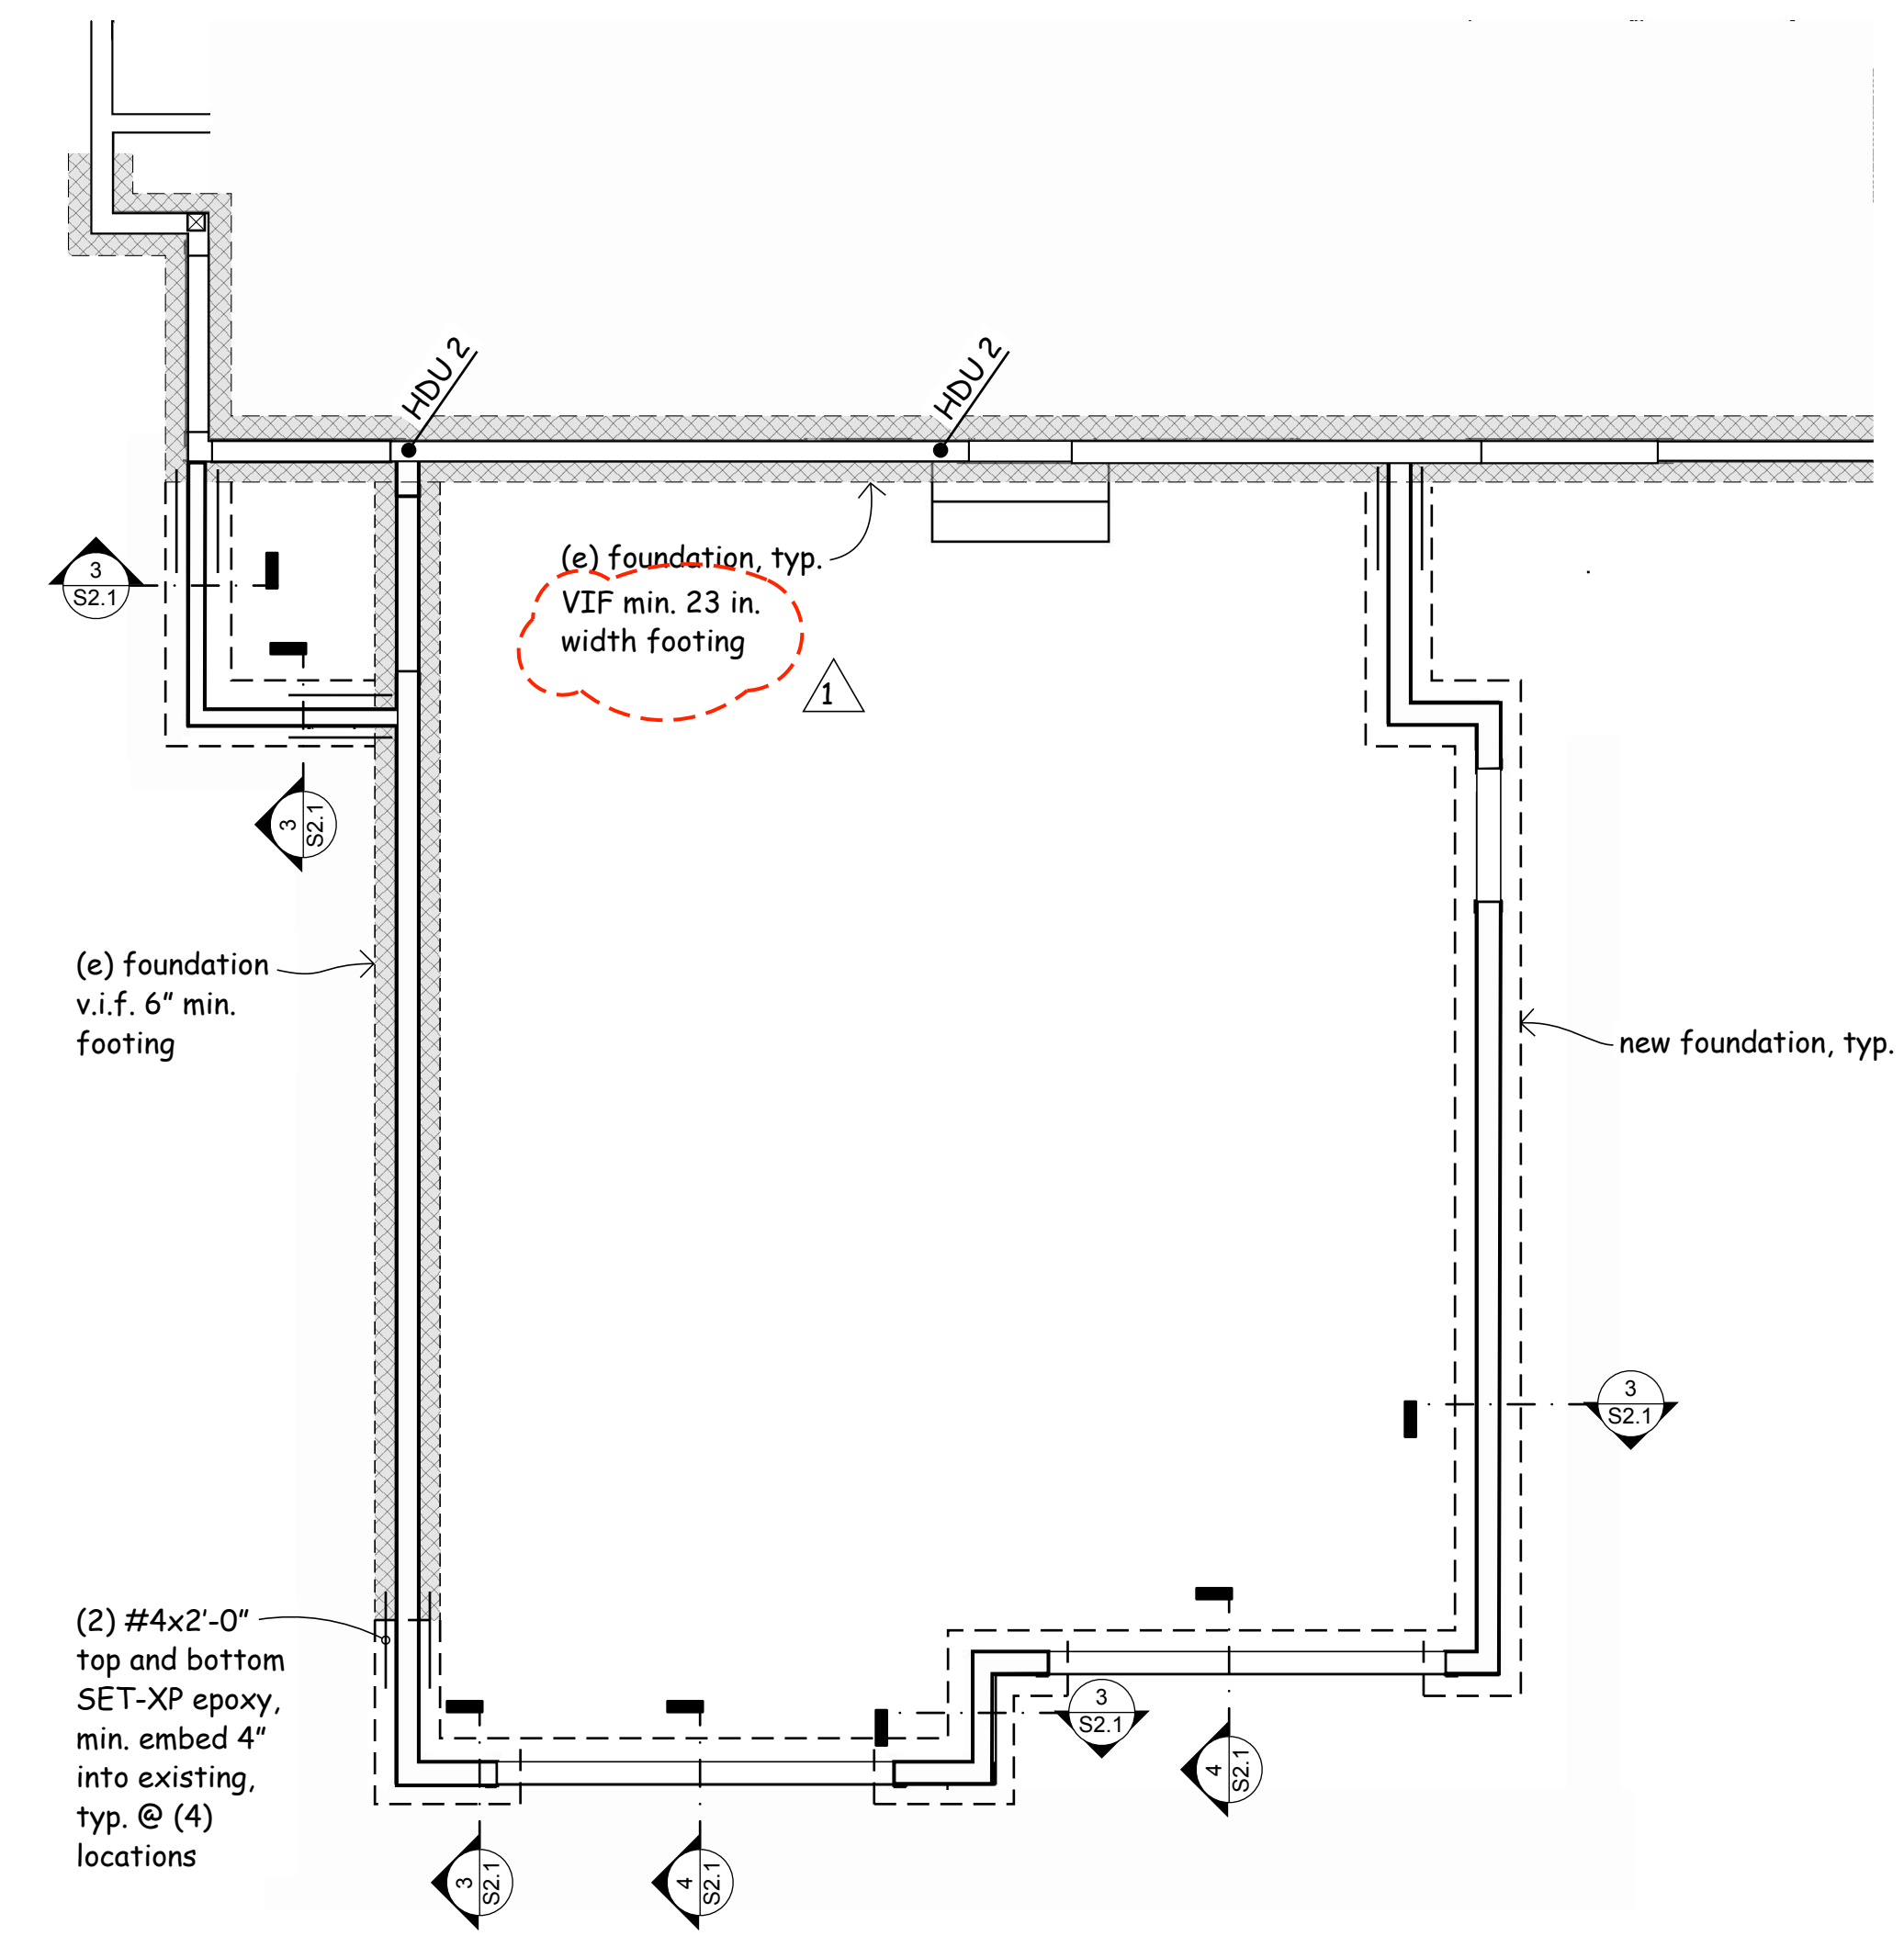 HDU 2
HDU 2
(e) foundation, typ.
VIF min. 23 in.
width footing
1
3
S2.1
3
S2.1
(e) foundation
v.i.f. 6" min.
footing
new foundation, typ.
3
S2.1
(2) #4x2'-0"
top and bottom
SET-XP epoxy,
min. embed 4"
into existing,
typ. @ (4)
locations
3
S2.1
4
S2.1
3
S2.1
4
S2.1